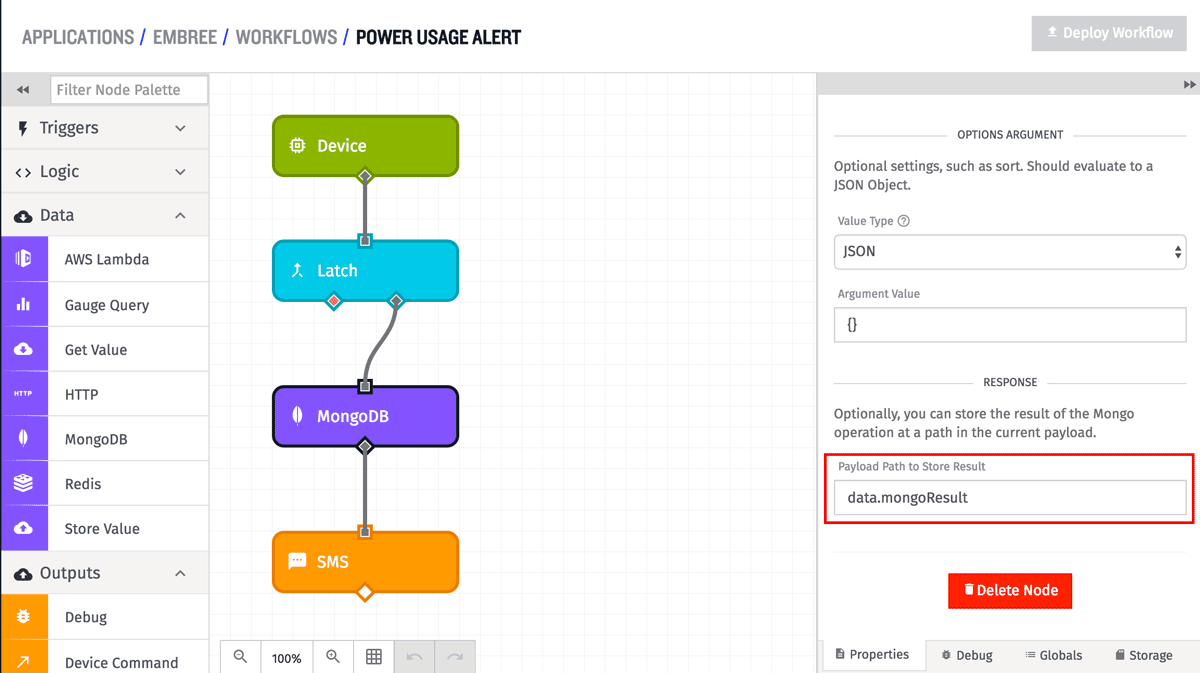 APPLICATIONS / EMBREE / WORKFLOWS / POWER USAGE ALERT
Deploy Workflow
Filter Node Palette
Triggers
Logic
Data
AWS Lambda
Gauge Query
Get Value
HTTP
HTTP
MongoDB
Redis
Store Value
Outputs
Debug
Device Command
Device
Latch
MongoDB
SMS
100%
OPTIONS ARGUMENT
Optional settings, such as sort. Should evaluate to a
JSON Object.
Value Type ?
JSON
Argument Value
{}
RESPONSE
Optionally, you can store the result of the Mongo
operation at a path in the current payload.
Payload Path to Store Result
data.mongoResult
Delete Node
Properties
Debug
Globals
Storage